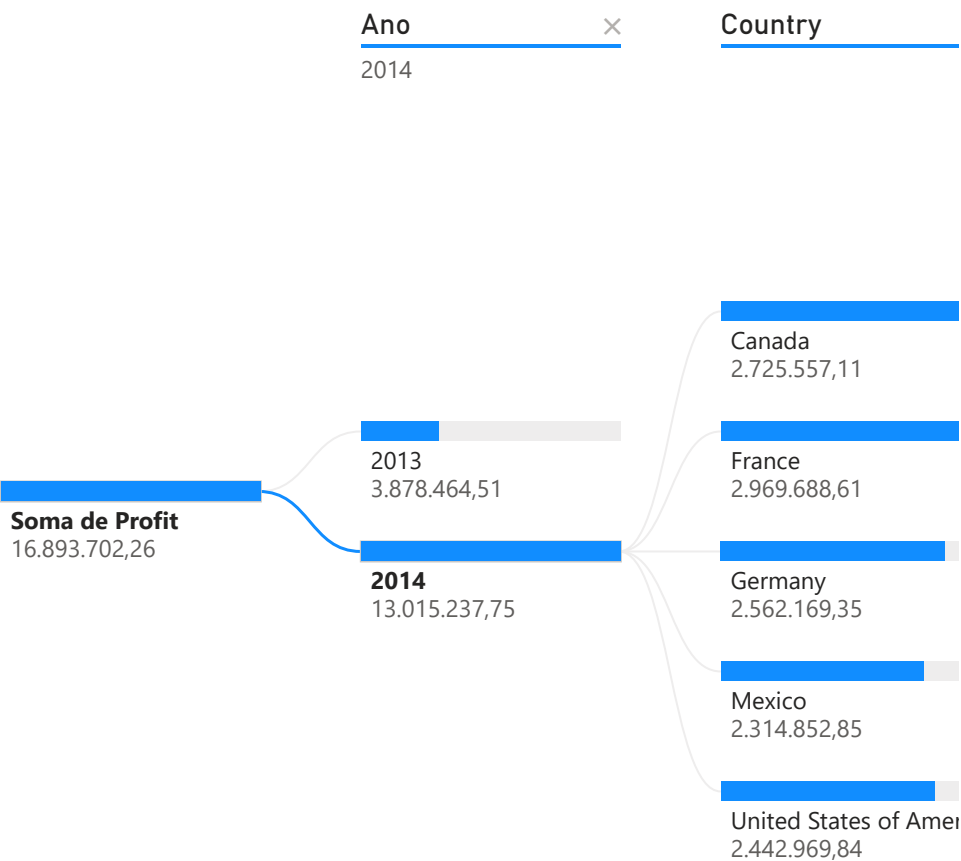 Ano
Country
2014
Canada
2.725.557,11
2013
3.878.464,51
France
2.969.688,61
Soma de Profit
16.893.702,26
2014
13.015.237,75
Germany
2.562.169,35
Mexico
2.314.852,85
United States of Amer
2.442.969,84